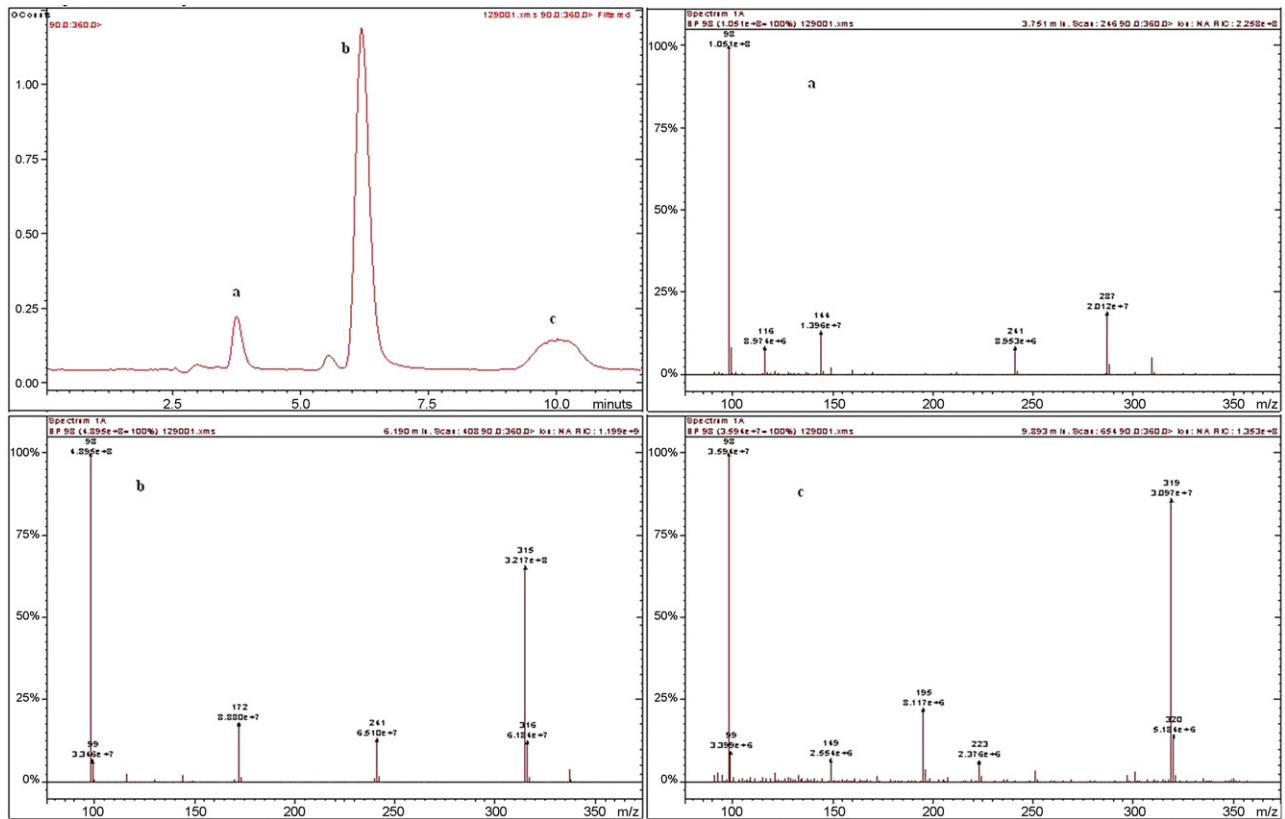 GCounts
129001.xms 90.0:360.0> Filtered
90.0:360.0>
b
1.00
0.75
0.50
a
0.25
c
0.00
2.5
5.0
7.5
10.0
minuts
Spectrum 1A
BP 98 (1.051e+8=100%) 129001.xms
3.751 min. Scan: 246 90.0:360.0> Ion: NA RIC: 2.258e+8
98
1.051e+8
100%
a
75%
50%
25%
287
2.012e+7
144
1.396e+7
116
8.974e+6
241
8.953e+6
0%
100
150
200
250
300
350
m/z
Spectrum 1A
BP 98 (4.895e+8=100%) 129001.xms
6.190 min. Scan: 408 90.0:360.0> Ion: NA RIC: 1.199e+9
98
4.895e+8
100%
b
75%
315
3.217e+8
50%
25%
172
8.880e+7
241
6.510e+7
316
6.184e+7
99
3.346e+7
0%
100
150
200
250
300
350
m/z
Spectrum 1A
BP 98 (3.594e+7=100%) 129001.xms
9.893 min. Scan: 654 90.0:360.0> Ion: NA RIC: 1.353e+8
98
3.594e+7
100%
c
319
3.097e+7
75%
50%
25%
195
8.117e+6
320
5.184e+6
99
3.399e+6
149
2.554e+6
223
2.376e+6
0%
100
150
200
250
300
350
m/z